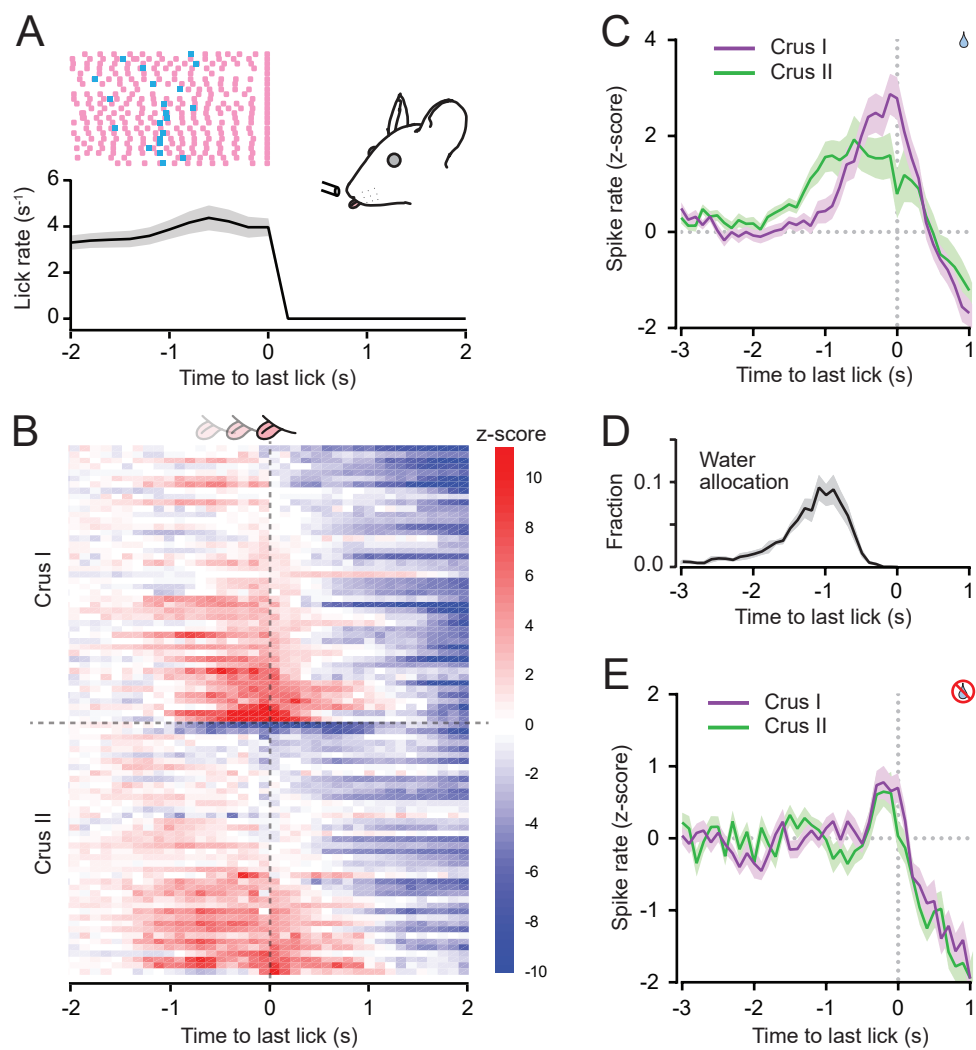 A
6
4
2
0
Lick rate (s⁻¹)
-2 -1 0 1 2
Time to last lick (s)
B
z-score
Crus I
Crus II
10
8
6
4
2
0
-2
-4
-6
-8
-10
-2 -1 0 1 2
Time to last lick (s)
C
Crus I
Crus II
4
2
0
-2
Spike rate (z-score)
-3 -2 -1 0 1
Time to last lick (s)
D
Water
allocation
0.1
0.0
Fraction
-3 -2 -1 0 1
Time to last lick (s)
E
Crus I
Crus II
2
1
0
-1
-2
Spike rate (z-score)
-3 -2 -1 0 1
Time to last lick (s)